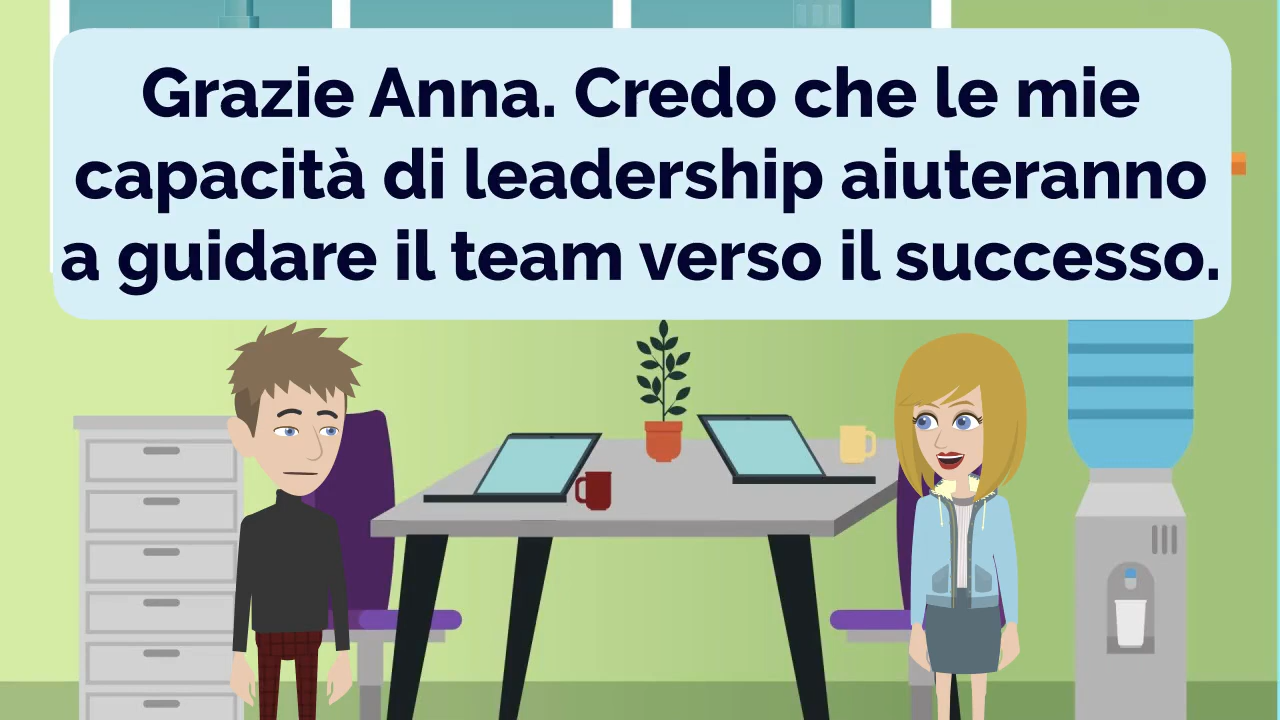 Grazie Anna. Credo che le mie
capacità di leadership aiuteranno
a guidare il team verso il successo.